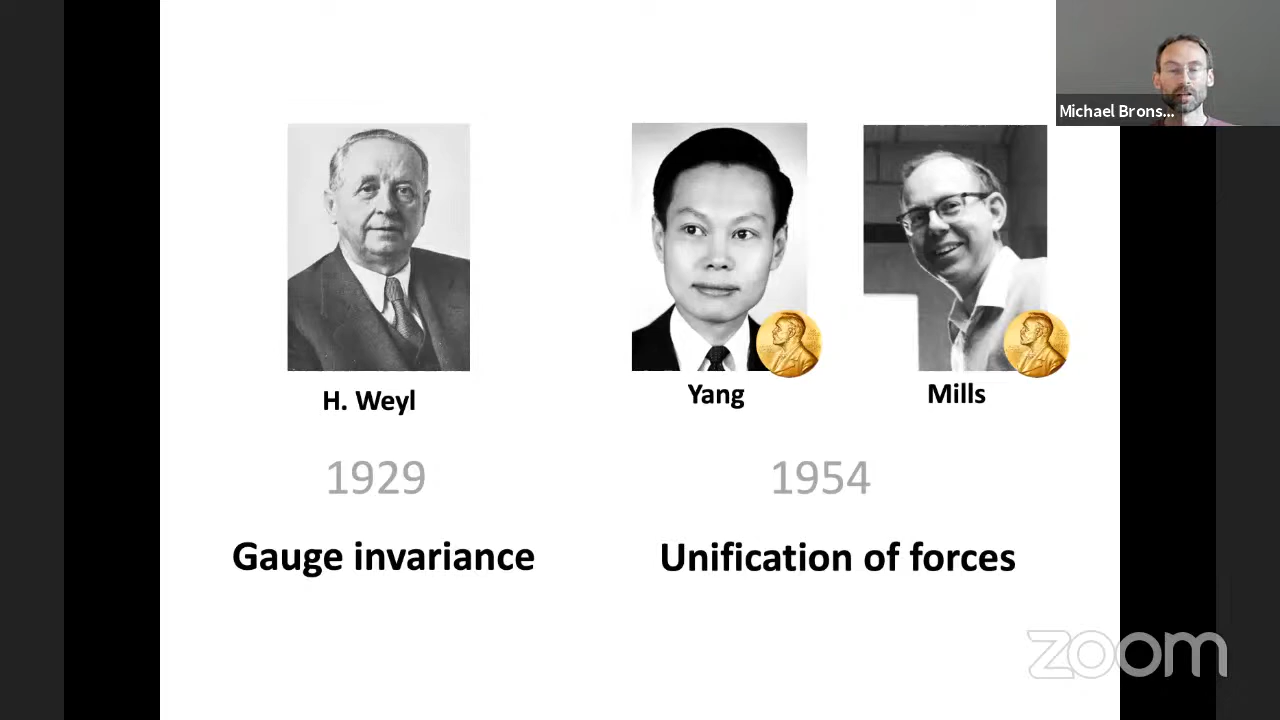 Michael Brons...
H. Weyl
Yang
Mills
1929
1954
Gauge invariance
Unification of forces
zoom